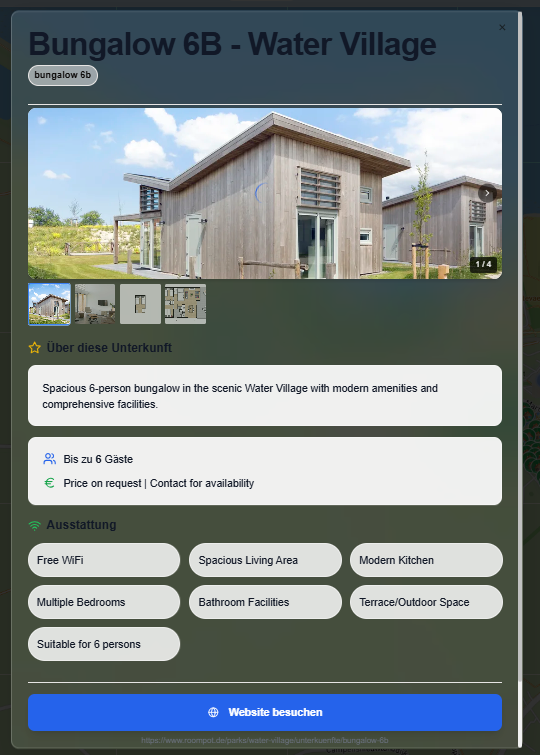 Bungalow 6B - Water Village
bungalow 6b
1 / 4
Über diese Unterkunft
Spacious 6-person bungalow in the scenic Water Village with modern amenities and
comprehensive facilities.
Bis zu 6 Gäste
Price on request | Contact for availability
Ausstattung
Free WiFi
Spacious Living Area
Modern Kitchen
Multiple Bedrooms
Bathroom Facilities
Terrace/Outdoor Space
Suitable for 6 persons
Website besuchen
https://www.roompot.de/parks/water-village/unterkuenfte/bungalow-6b